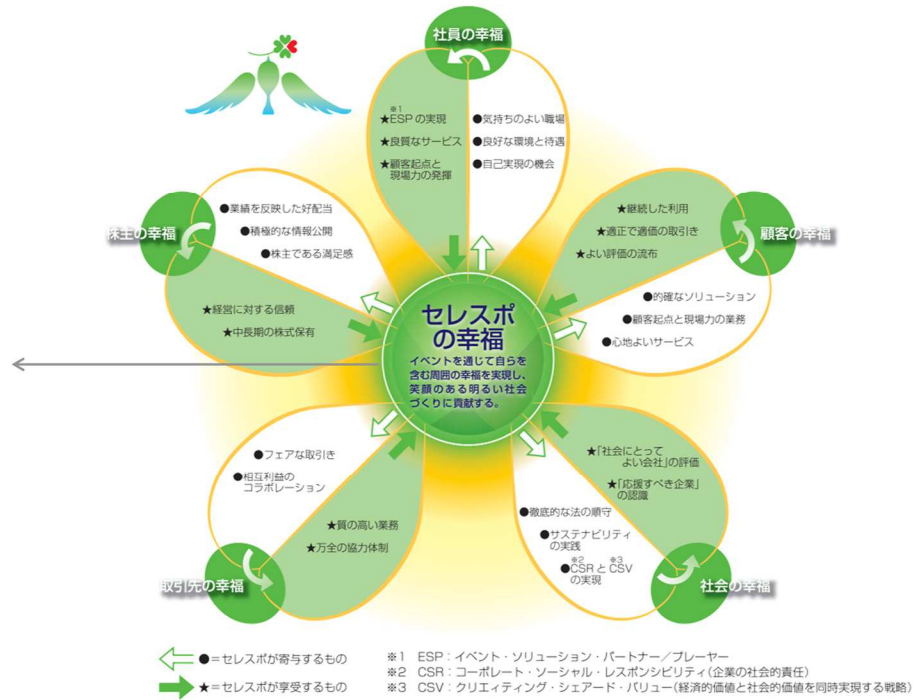 社員の幸福
※1
★ESPの実現
★良質なサービス
★顧客起点と
現場力の発揮
●気持ちのよい職場
●良好な環境と待遇
●自己実現の機会
株主の幸福
●業績を反映した好配当
●積極的な情報公開
●株主である満足感
★経営に対する信頼
★中長期の株式保有
顧客の幸福
★継続した利用
★適正で適価の取引き
★よい評価の流布
●的確なソリューション
●顧客起点と現場力の業務
●心地よいサービス
セレスポ
の幸福
イベントを通じて自らを
含む周囲の幸福を実現し、
笑顔のある明るい社会
づくりに貢献する。
取引先の幸福
●フェアな取引き
●相互利益の
コラボレーション
★質の高い業務
★万全の協力体制
社会の幸福
★「社会にとって
よい会社」の評価
★「応援すべき企業」
の認識
●徹底的な法の順守
●サステナビリティ
の実践
※2 ※3
●CSRとCSV
の実現
●=セレスポが寄与するもの
★=セレスポが享受するもの
※1 ESP:イベント・ソリューション・パートナー/プレーヤー
※2 CSR:コーポレート・ソーシャル・レスポンシビリティ(企業の社会的責任)
※3 CSV:クリエィティング・シェアード・バリュー(経済的価値と社会的価値を同時実現する戦略)